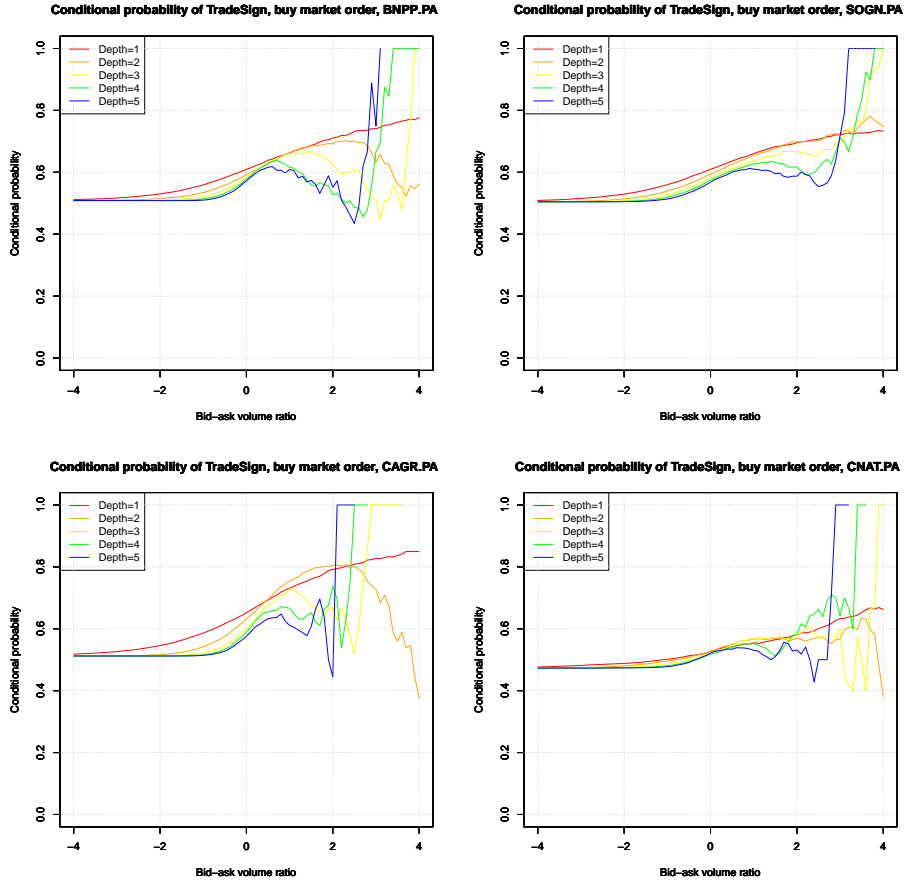 Conditional probability of TradeSign, buy market order, BNPP.PA
Conditional probability
1.0
0.8
0.6
0.4
0.2
0.0
Depth=1
Depth=2
Depth=3
Depth=4
Depth=5
−4
−2
0
2
4
Bid−ask volume ratio
Conditional probability of TradeSign, buy market order, SOGN.PA
Conditional probability
1.0
0.8
0.6
0.4
0.2
0.0
Depth=1
Depth=2
Depth=3
Depth=4
Depth=5
−4
−2
0
2
4
Bid−ask volume ratio
Conditional probability of TradeSign, buy market order, CAGR.PA
Conditional probability
1.0
0.8
0.6
0.4
0.2
0.0
Depth=1
Depth=2
Depth=3
Depth=4
Depth=5
−4
−2
0
2
4
Bid−ask volume ratio
Conditional probability of TradeSign, buy market order, CNAT.PA
Conditional probability
1.0
0.8
0.6
0.4
0.2
0.0
Depth=1
Depth=2
Depth=3
Depth=4
Depth=5
−4
−2
0
2
4
Bid−ask volume ratio